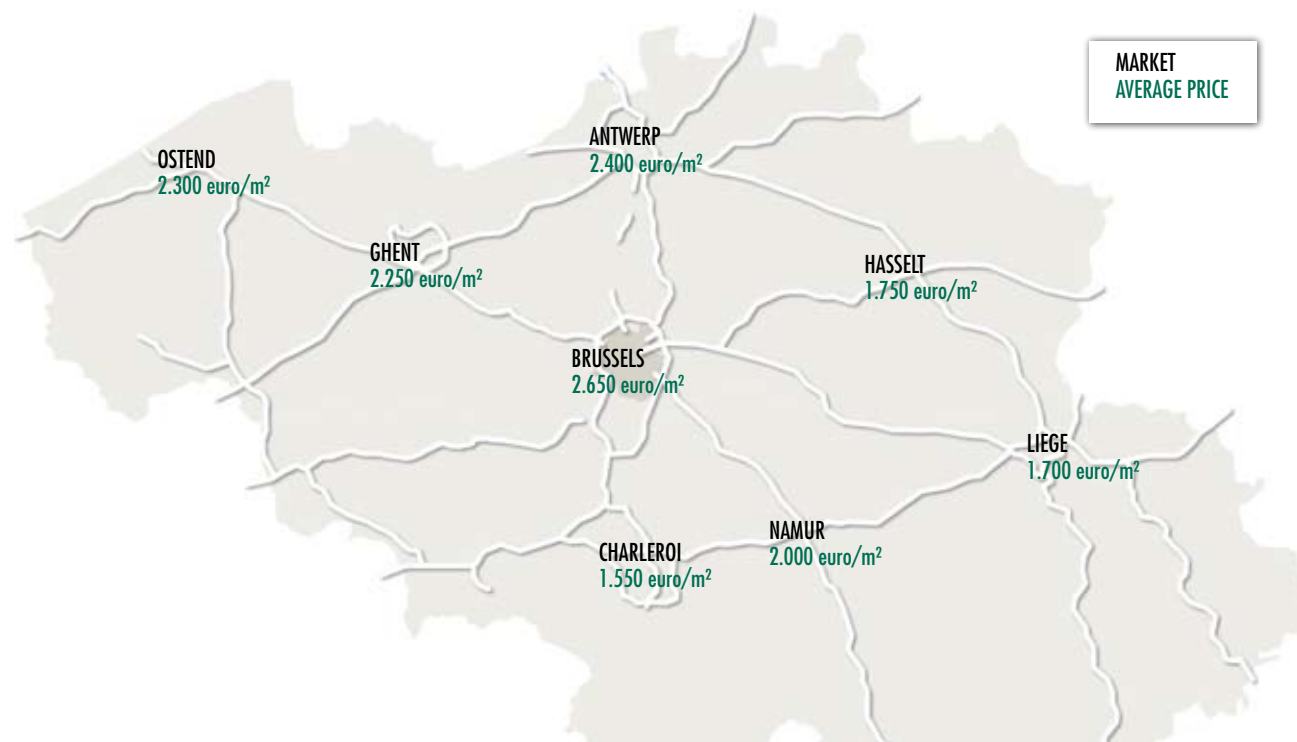 MARKET
AVERAGE PRICE
ANTWERP
2.400 euro/m²
OSTEND
2.300 euro/m²
GHENT
2.250 euro/m²
HASSELT
1.750 euro/m²
BRUSSELS
2.650 euro/m²
LIEGE
1.700 euro/m²
NAMUR
2.000 euro/m²
CHARLEROI
1.550 euro/m²